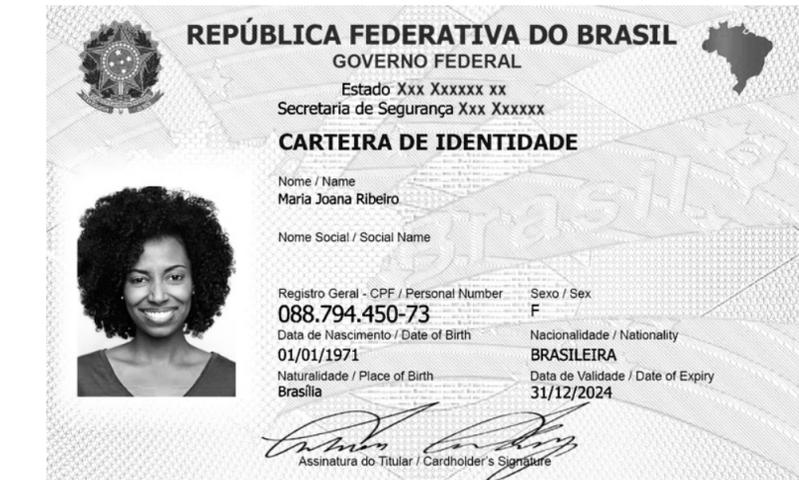 REPÚBLICA FEDERATIVA DO BRASIL
GOVERNO FEDERAL
Estado Xxx Xxxxxx xx
Secretaria de Segurança Xxx Xxxxxx
CARTEIRA DE IDENTIDADE
Nome / Name
Maria Joana Ribeiro
Nome Social / Social Name
Registro Geral - CPF / Personal Number Sexo / Sex
088.794.450-73 F
Data de Nascimento / Date of Birth Nacionalidade / Nationality
01/01/1971 BRASILEIRA
Naturalidade / Place of Birth Data de Validade / Date of Expiry
Brasília 31/12/2024
Assinatura do Titular / Cardholder's Signature
Brasil